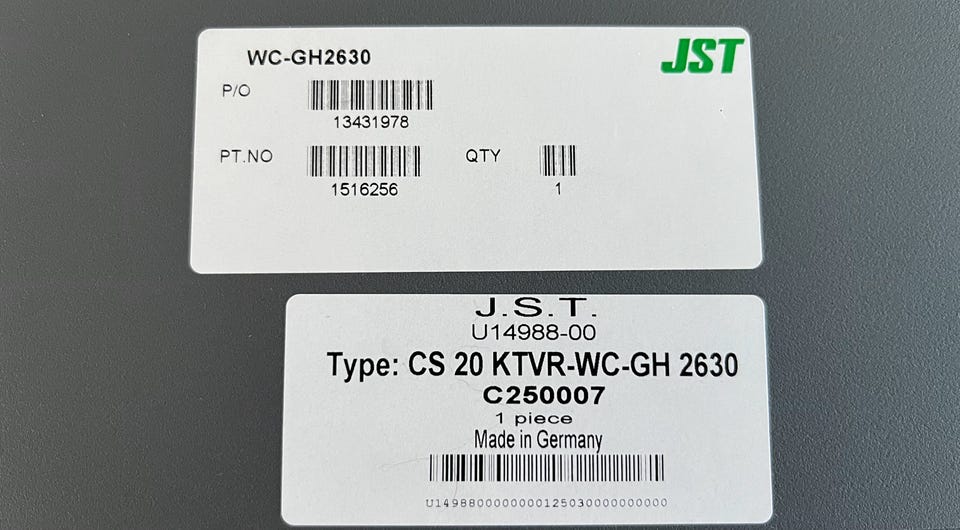 WC-GH2630
JST
P/O
13431978
PT.NO
QTY
1516256
1
J.S.T.
U14988-00
Type: CS 20 KTVR-WC-GH 2630
C250007
1 piece
Made in Germany
U1498800000000125030000000000